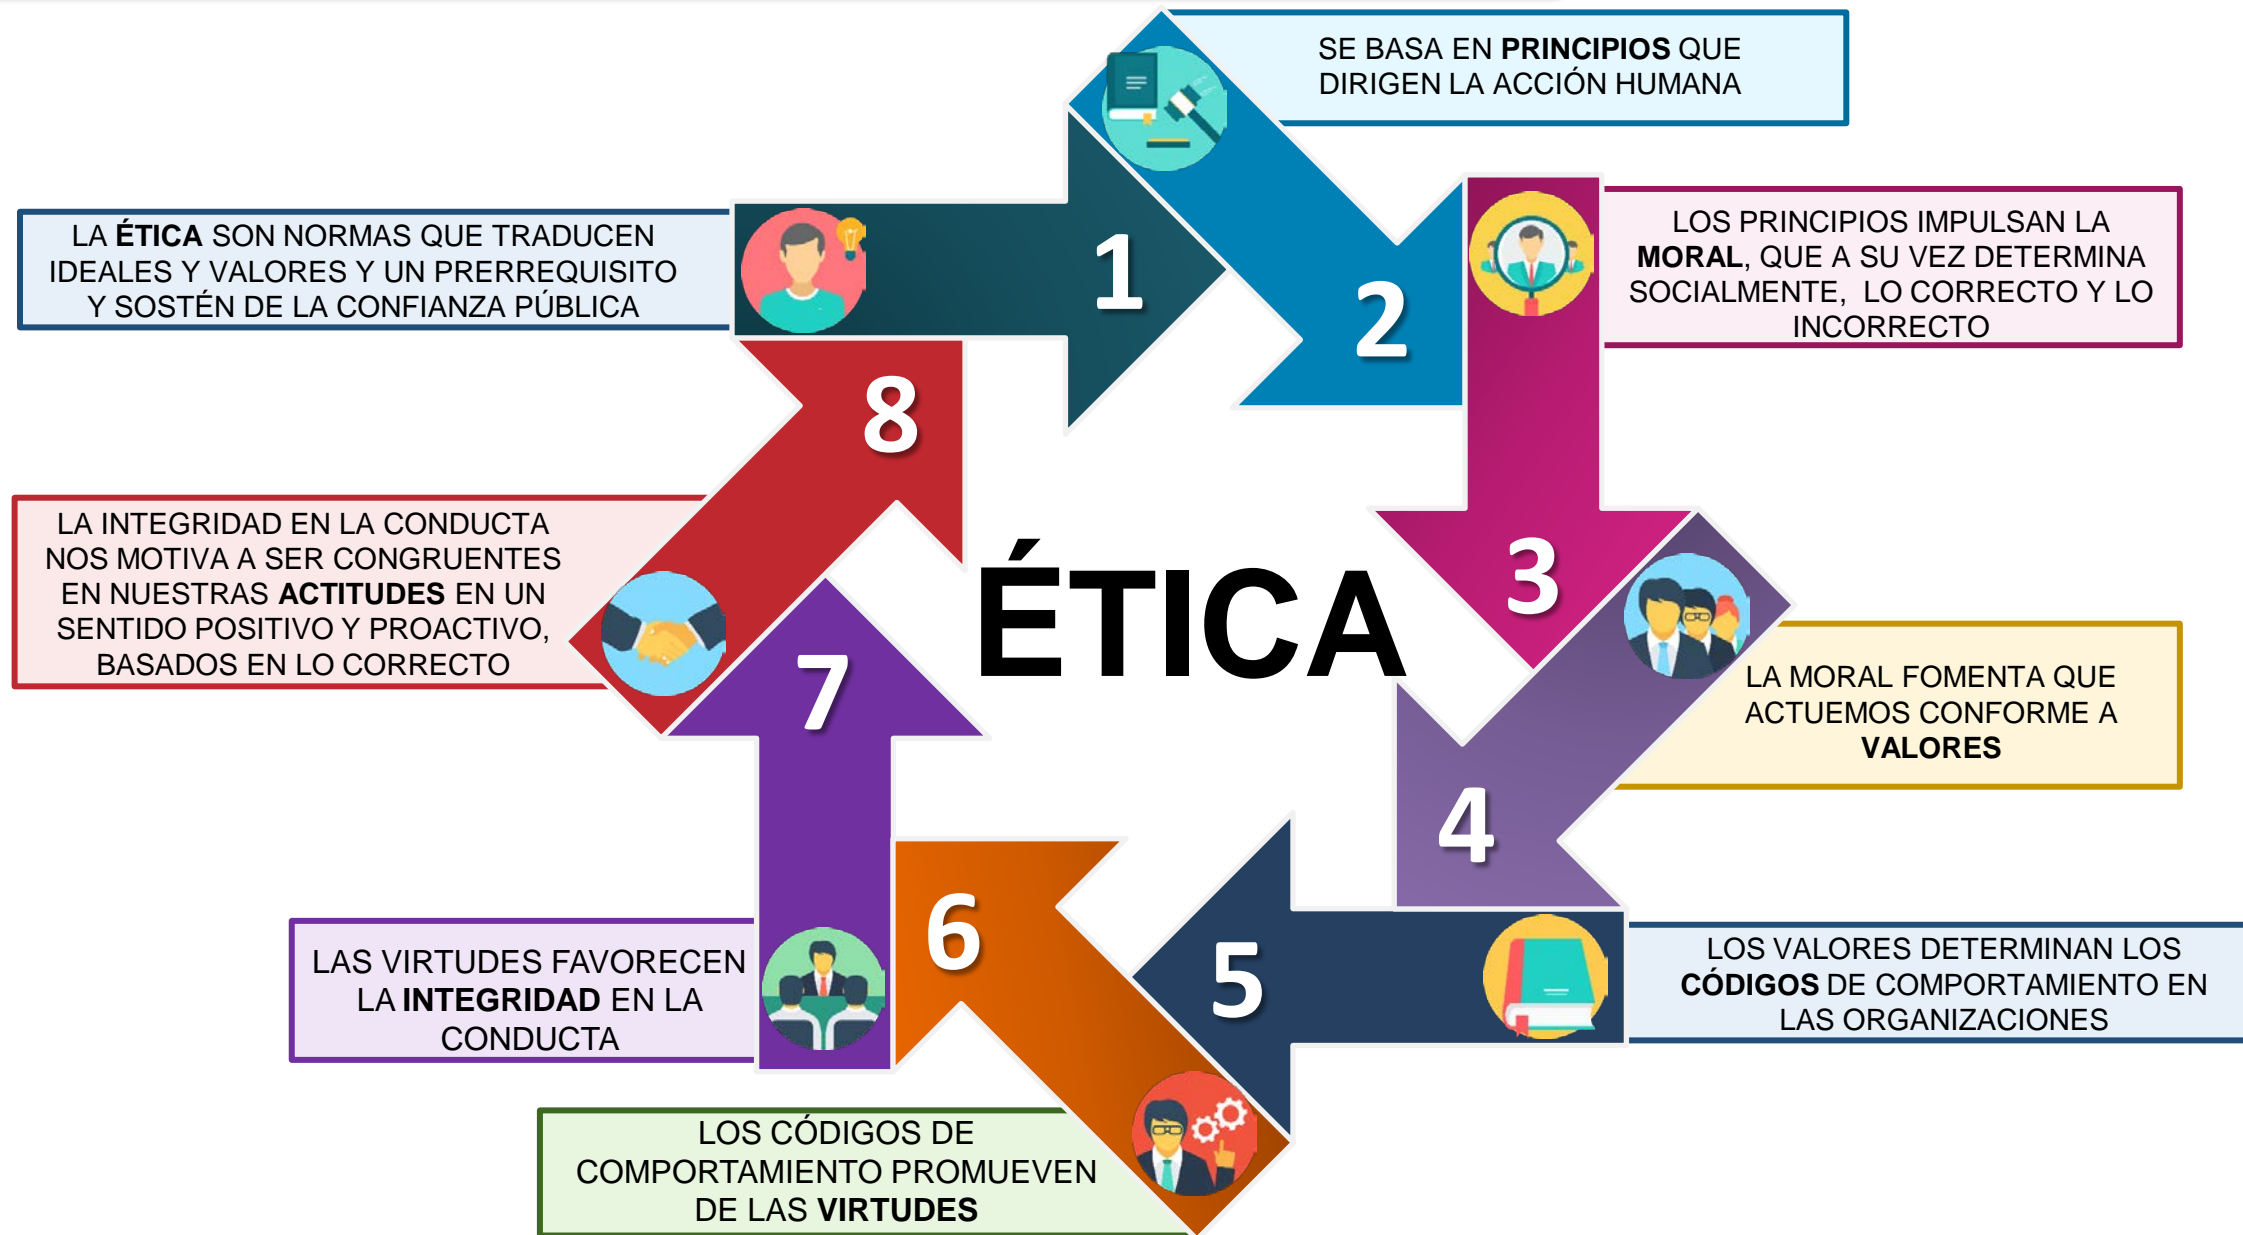 LA ÉTICA SON NORMAS QUE TRADUCEN
IDEALES Y VALORES Y UN PRERREQUISITO
Y SOSTÉN DE LA CONFIANZA PÚBLICA
1
SE BASA EN PRINCIPIOS QUE
DIRIGEN LA ACCIÓN HUMANA
2
LOS PRINCIPIOS IMPULSAN LA
MORAL, QUE A SU VEZ DETERMINA
SOCIALMENTE, LO CORRECTO Y LO
INCORRECTO
3
LA MORAL FOMENTA QUE
ACTUEMOS CONFORME A
VALORES
4
LOS VALORES DETERMINAN LOS
CÓDIGOS DE COMPORTAMIENTO EN
LAS ORGANIZACIONES
5
LOS CÓDIGOS DE
COMPORTAMIENTO PROMUEVEN
DE LAS VIRTUDES
6
LAS VIRTUDES FAVORECEN
LA INTEGRIDAD EN LA
CONDUCTA
7
LA INTEGRIDAD EN LA CONDUCTA
NOS MOTIVA A SER CONGRUENTES
EN NUESTRAS ACTITUDES EN UN
SENTIDO POSITIVO Y PROACTIVO,
BASADOS EN LO CORRECTO
8
ÉTICA